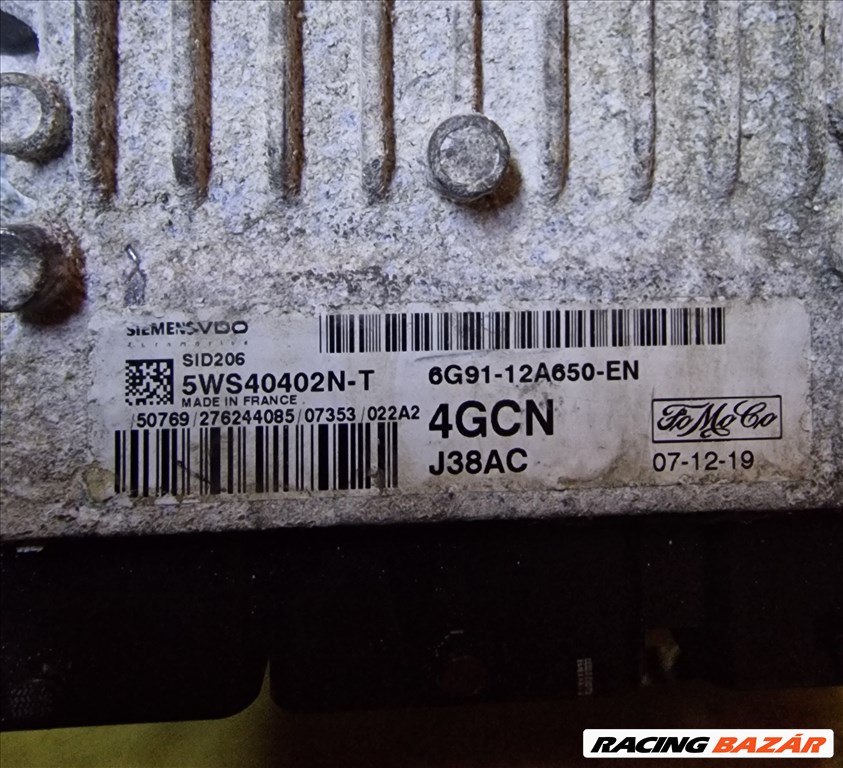 SIEMENS VDO
AUTOMOTIVE
SID206
5WS40402N-T
MADE IN FRANCE
/50769/276244085/07353/022A2
6G91-12A650-EN
4GCN
J38AC
FoMoCo
07-12-19
RACING BAZÁR